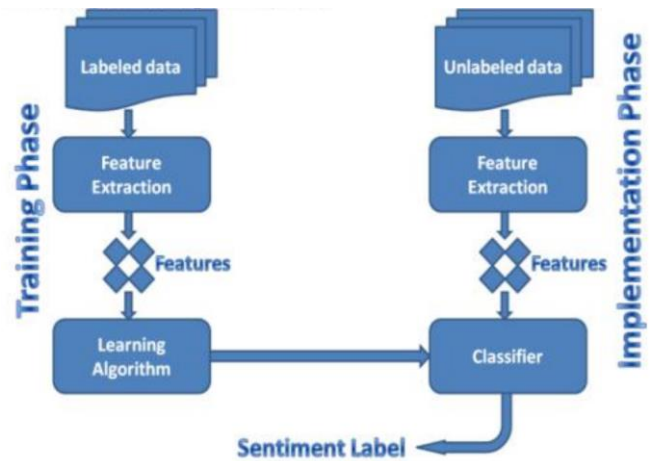 Training Phase
Labeled data
Feature
Extraction
Features
Learning
Algorithm
Implementation Phase
Unlabeled data
Feature
Extraction
Features
Classifier
Sentiment Label